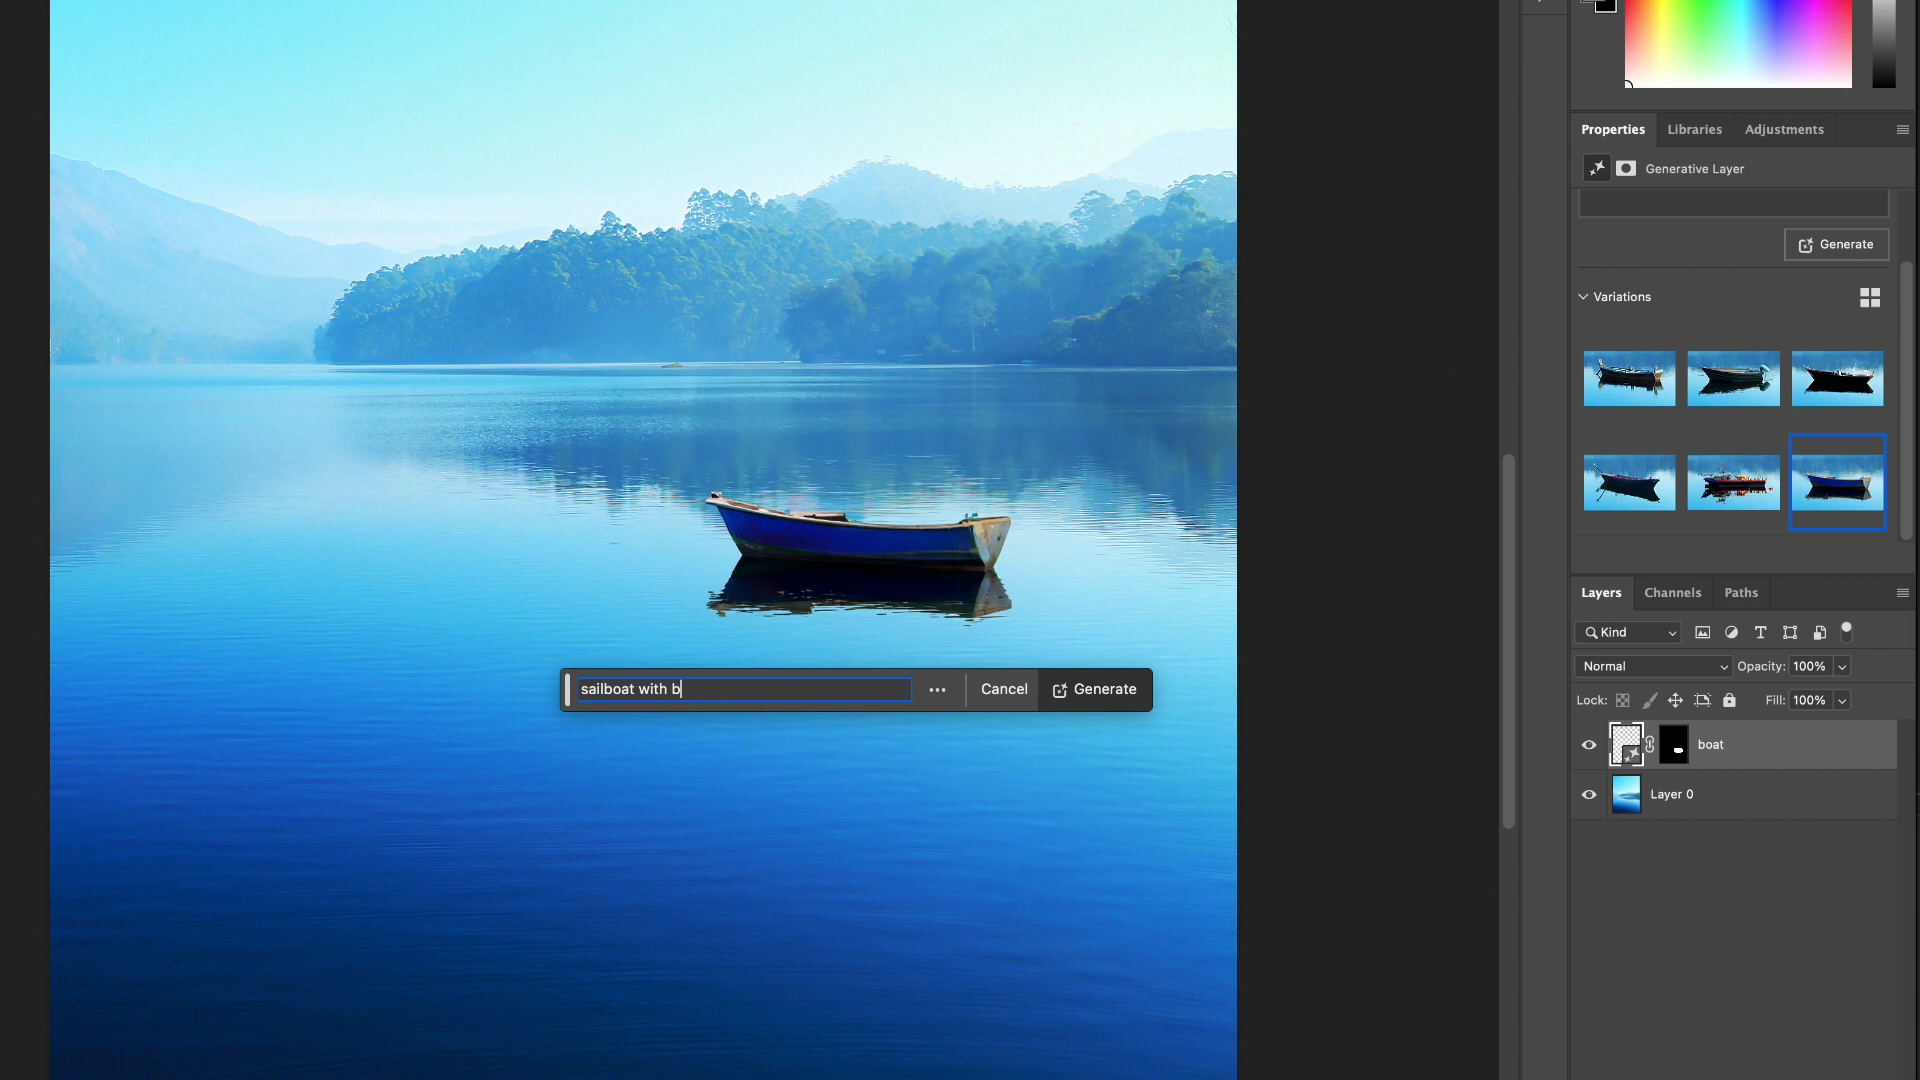 Properties Libraries Adjustments
Generative Layer
Generate
Variations
Layers Channels Paths
Kind
Normal Opacity: 100%
Lock: Fill: 100%
boat
Layer 0
sailboat with b Cancel Generate